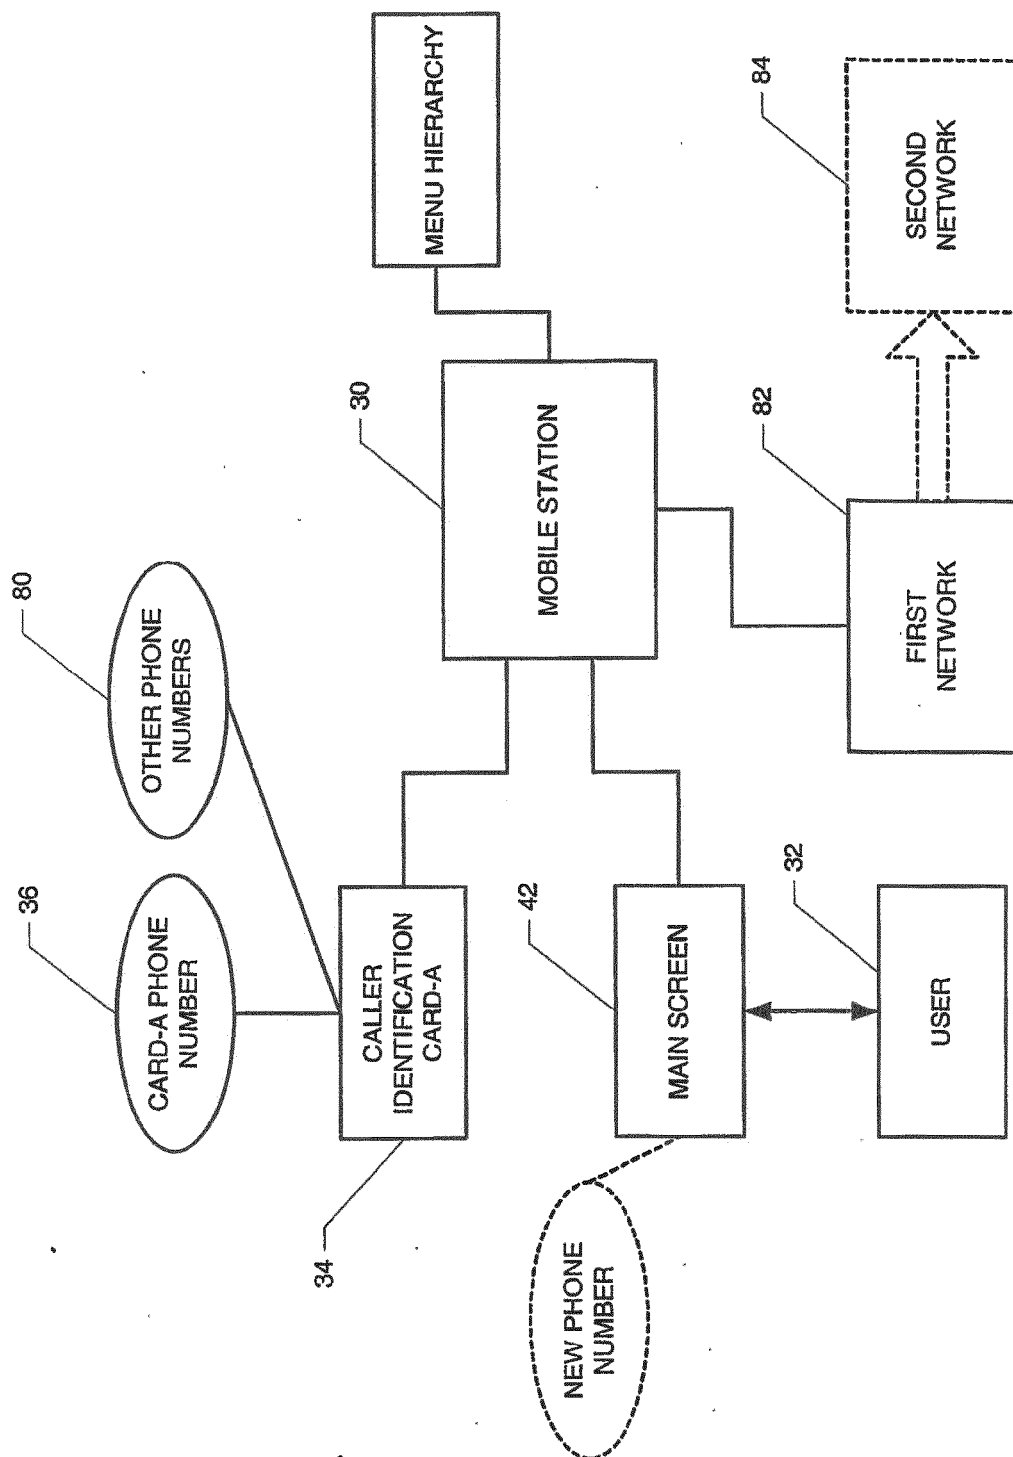 36
CARD-A PHONE
NUMBER
80
OTHER PHONE
NUMBERS
34
CALLER
IDENTIFICATION
CARD-A
30
MOBILE STATION
MENU HIERARCHY
NEW PHONE
NUMBER
42
MAIN SCREEN
32
USER
82
FIRST
NETWORK
84
SECOND
NETWORK